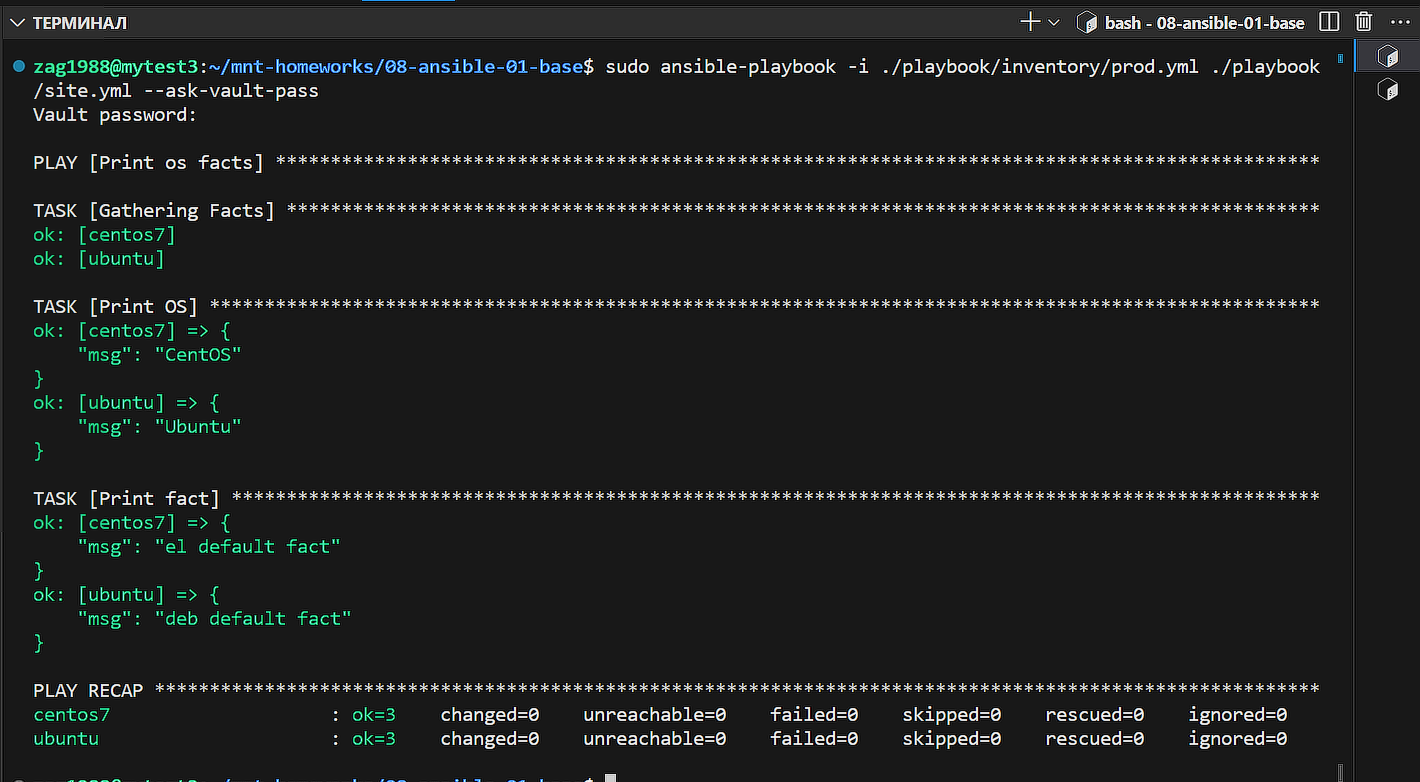 ТЕРМИНАЛ
bash - 08-ansible-01-base
zag1988@mytest3:~/mnt-homeworks/08-ansible-01-base$ sudo ansible-playbook -i ./playbook/inventory/prod.yml ./playbook
/site.yml --ask-vault-pass
Vault password:
PLAY [Print os facts] ***********************************************************************************************
TASK [Gathering Facts] **********************************************************************************************
ok: [centos7]
ok: [ubuntu]
TASK [Print OS] *****************************************************************************************************
ok: [centos7] => {
    "msg": "CentOS"
}
ok: [ubuntu] => {
    "msg": "Ubuntu"
}
TASK [Print fact] ***************************************************************************************************
ok: [centos7] => {
    "msg": "el default fact"
}
ok: [ubuntu] => {
    "msg": "deb default fact"
}
PLAY RECAP **********************************************************************************************************
centos7                    : ok=3    changed=0    unreachable=0    failed=0    skipped=0    rescued=0    ignored=0
ubuntu                     : ok=3    changed=0    unreachable=0    failed=0    skipped=0    rescued=0    ignored=0